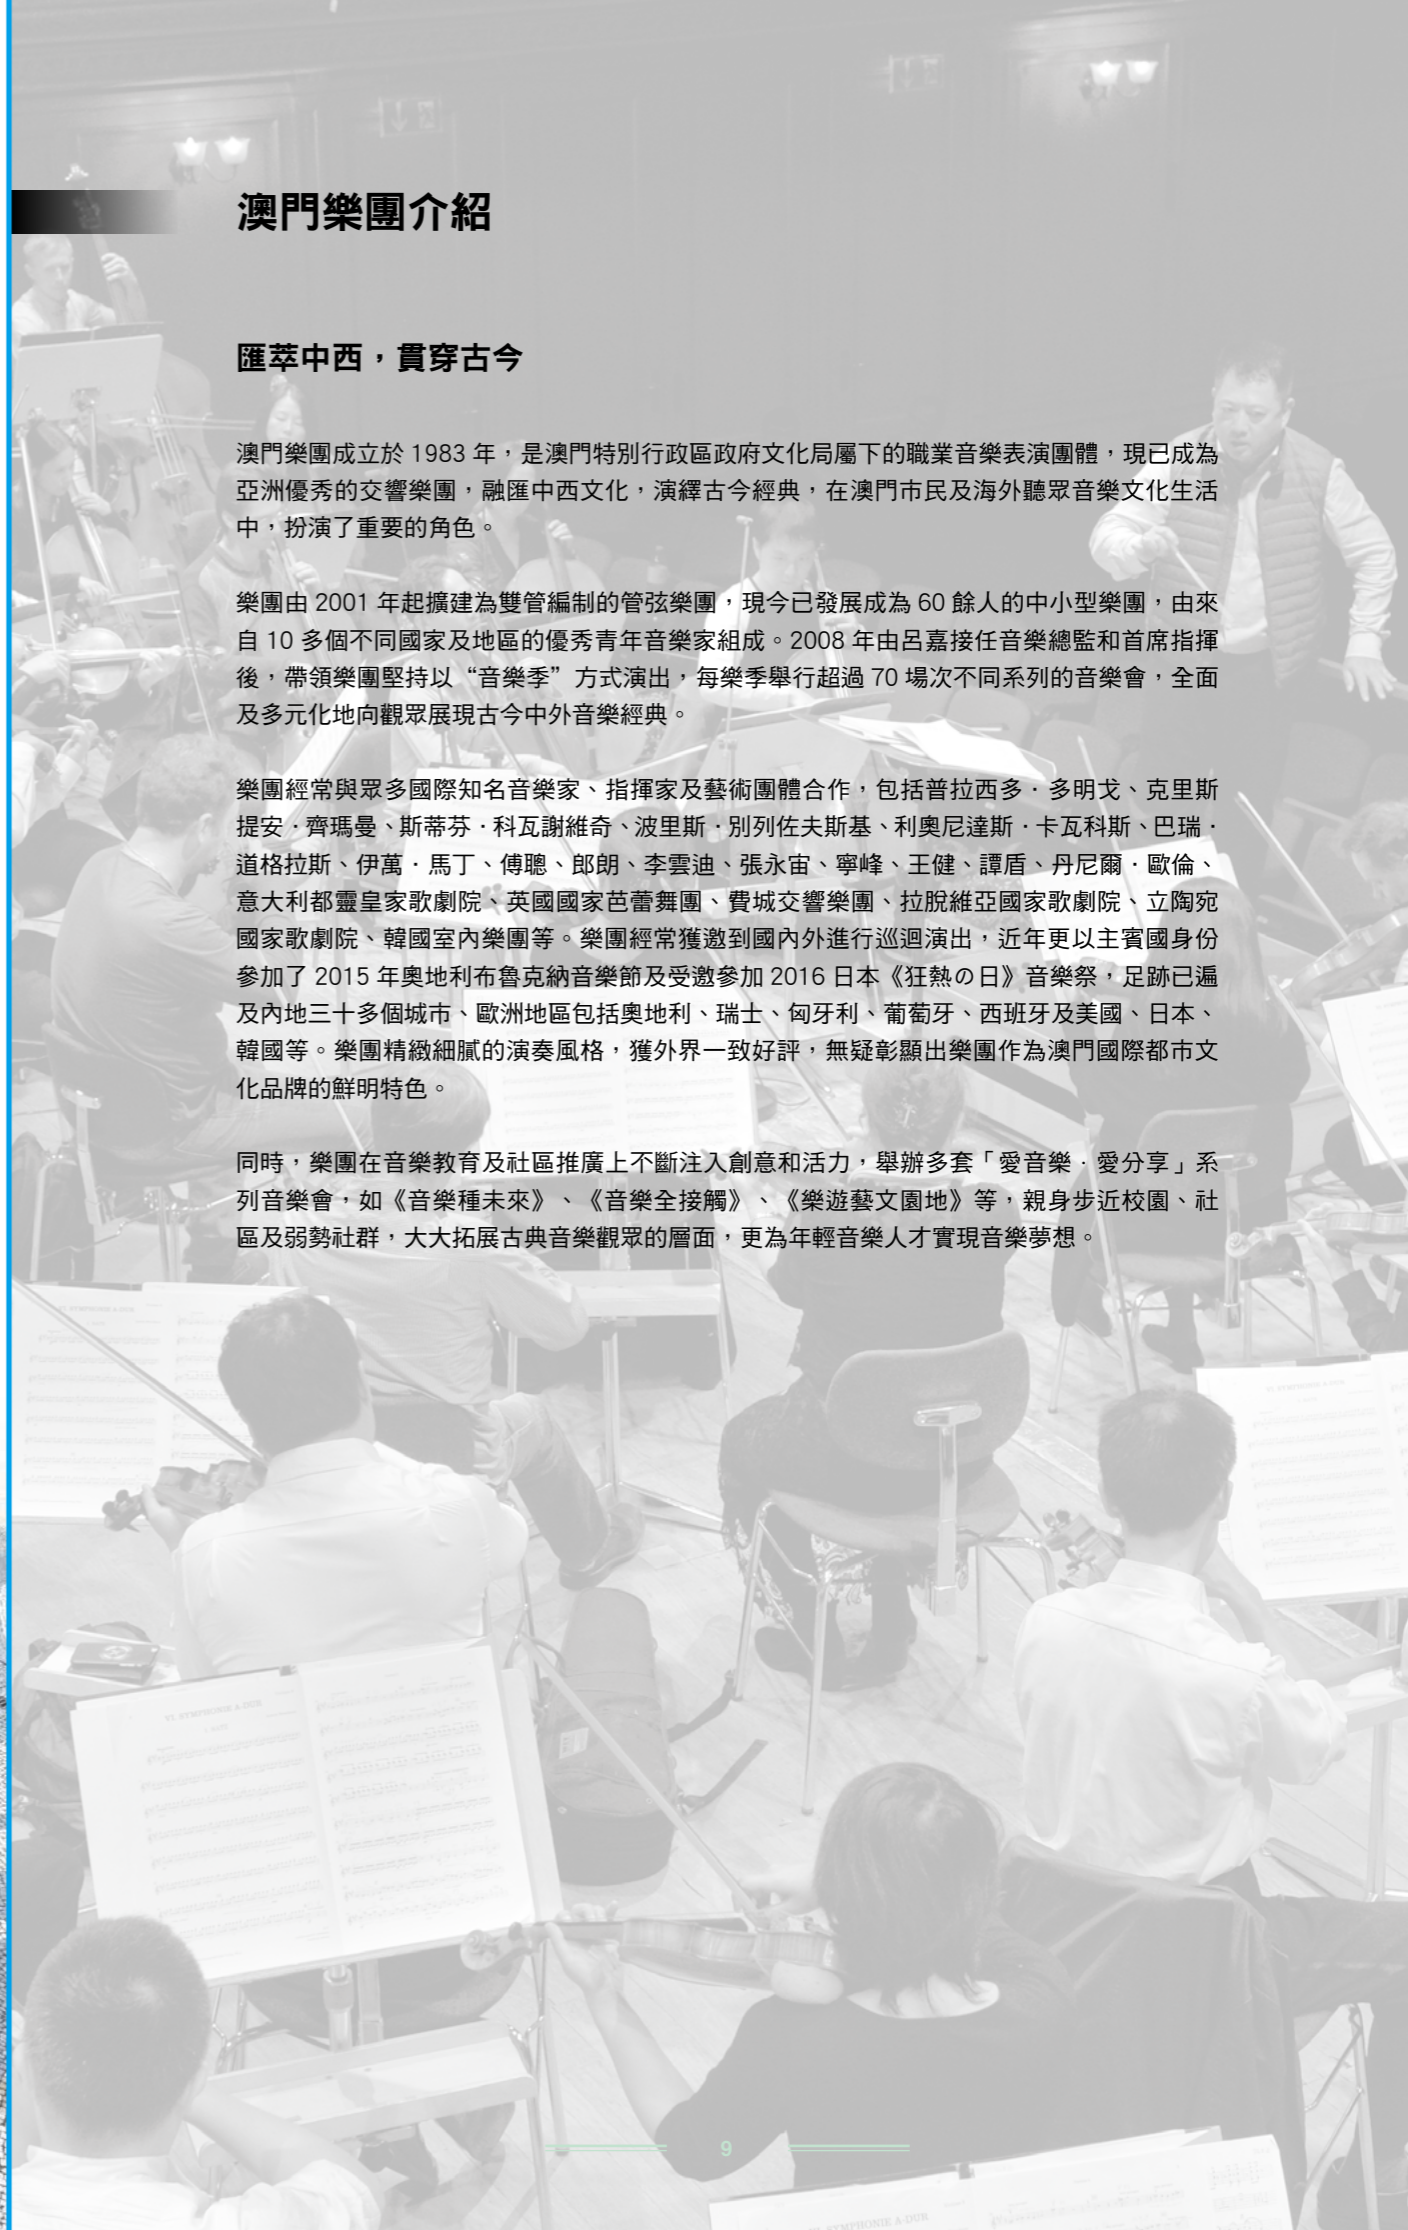 澳門樂團介紹
匯萃中西，貫穿古今
澳門樂團成立於 1983 年，是澳門特別行政區政府文化局屬下的職業音樂表演團體，現已成為
亞洲優秀的交響樂團，融匯中西文化，演繹古今經典，在澳門市民及海外聽眾音樂文化生活
中，扮演了重要的角色。
樂團由 2001 年起擴建為雙管編制的管弦樂團，現今已發展成為 60 餘人的中小型樂團，由來
自 10 多個不同國家及地區的優秀青年音樂家組成。2008 年由呂嘉接任音樂總監和首席指揮
後，帶領樂團堅持以“音樂季”方式演出，每樂季舉行超過 70 場次不同系列的音樂會，全面
及多元化地向觀眾展現古今中外音樂經典。
樂團經常與眾多國際知名音樂家、指揮家及藝術團體合作，包括普拉西多．多明戈、克里斯
提安．齊瑪曼、斯蒂芬．科瓦謝維奇、波里斯．別列佐夫斯基、利奧尼達斯．卡瓦科斯、巴瑞．
道格拉斯、伊萬．馬丁、傅聰、郎朗、李雲迪、張永宙、寧峰、王健、譚盾、丹尼爾．歐倫、
意大利都靈皇家歌劇院、英國國家芭蕾舞團、費城交響樂團、拉脫維亞國家歌劇院、立陶宛
國家歌劇院、韓國室內樂團等。樂團經常獲邀到國內外進行巡迴演出，近年更以主賓國身份
參加了 2015 年奧地利布魯克納音樂節及受邀參加 2016 日本《狂熱の日》音樂祭，足跡已遍
及內地三十多個城市、歐洲地區包括奧地利、瑞士、匈牙利、葡萄牙、西班牙及美國、日本、
韓國等。樂團精緻細膩的演奏風格，獲外界一致好評，無疑彰顯出樂團作為澳門國際都市文
化品牌的鮮明特色。
同時，樂團在音樂教育及社區推廣上不斷注入創意和活力，舉辦多套「愛音樂．愛分享」系
列音樂會，如《音樂種未來》、《音樂全接觸》、《樂遊藝文園地》等，親身步近校園、社
區及弱勢社群，大大拓展古典音樂觀眾的層面，更為年輕音樂人才實現音樂夢想。
VI. SYMPHONIE A-DUR
9